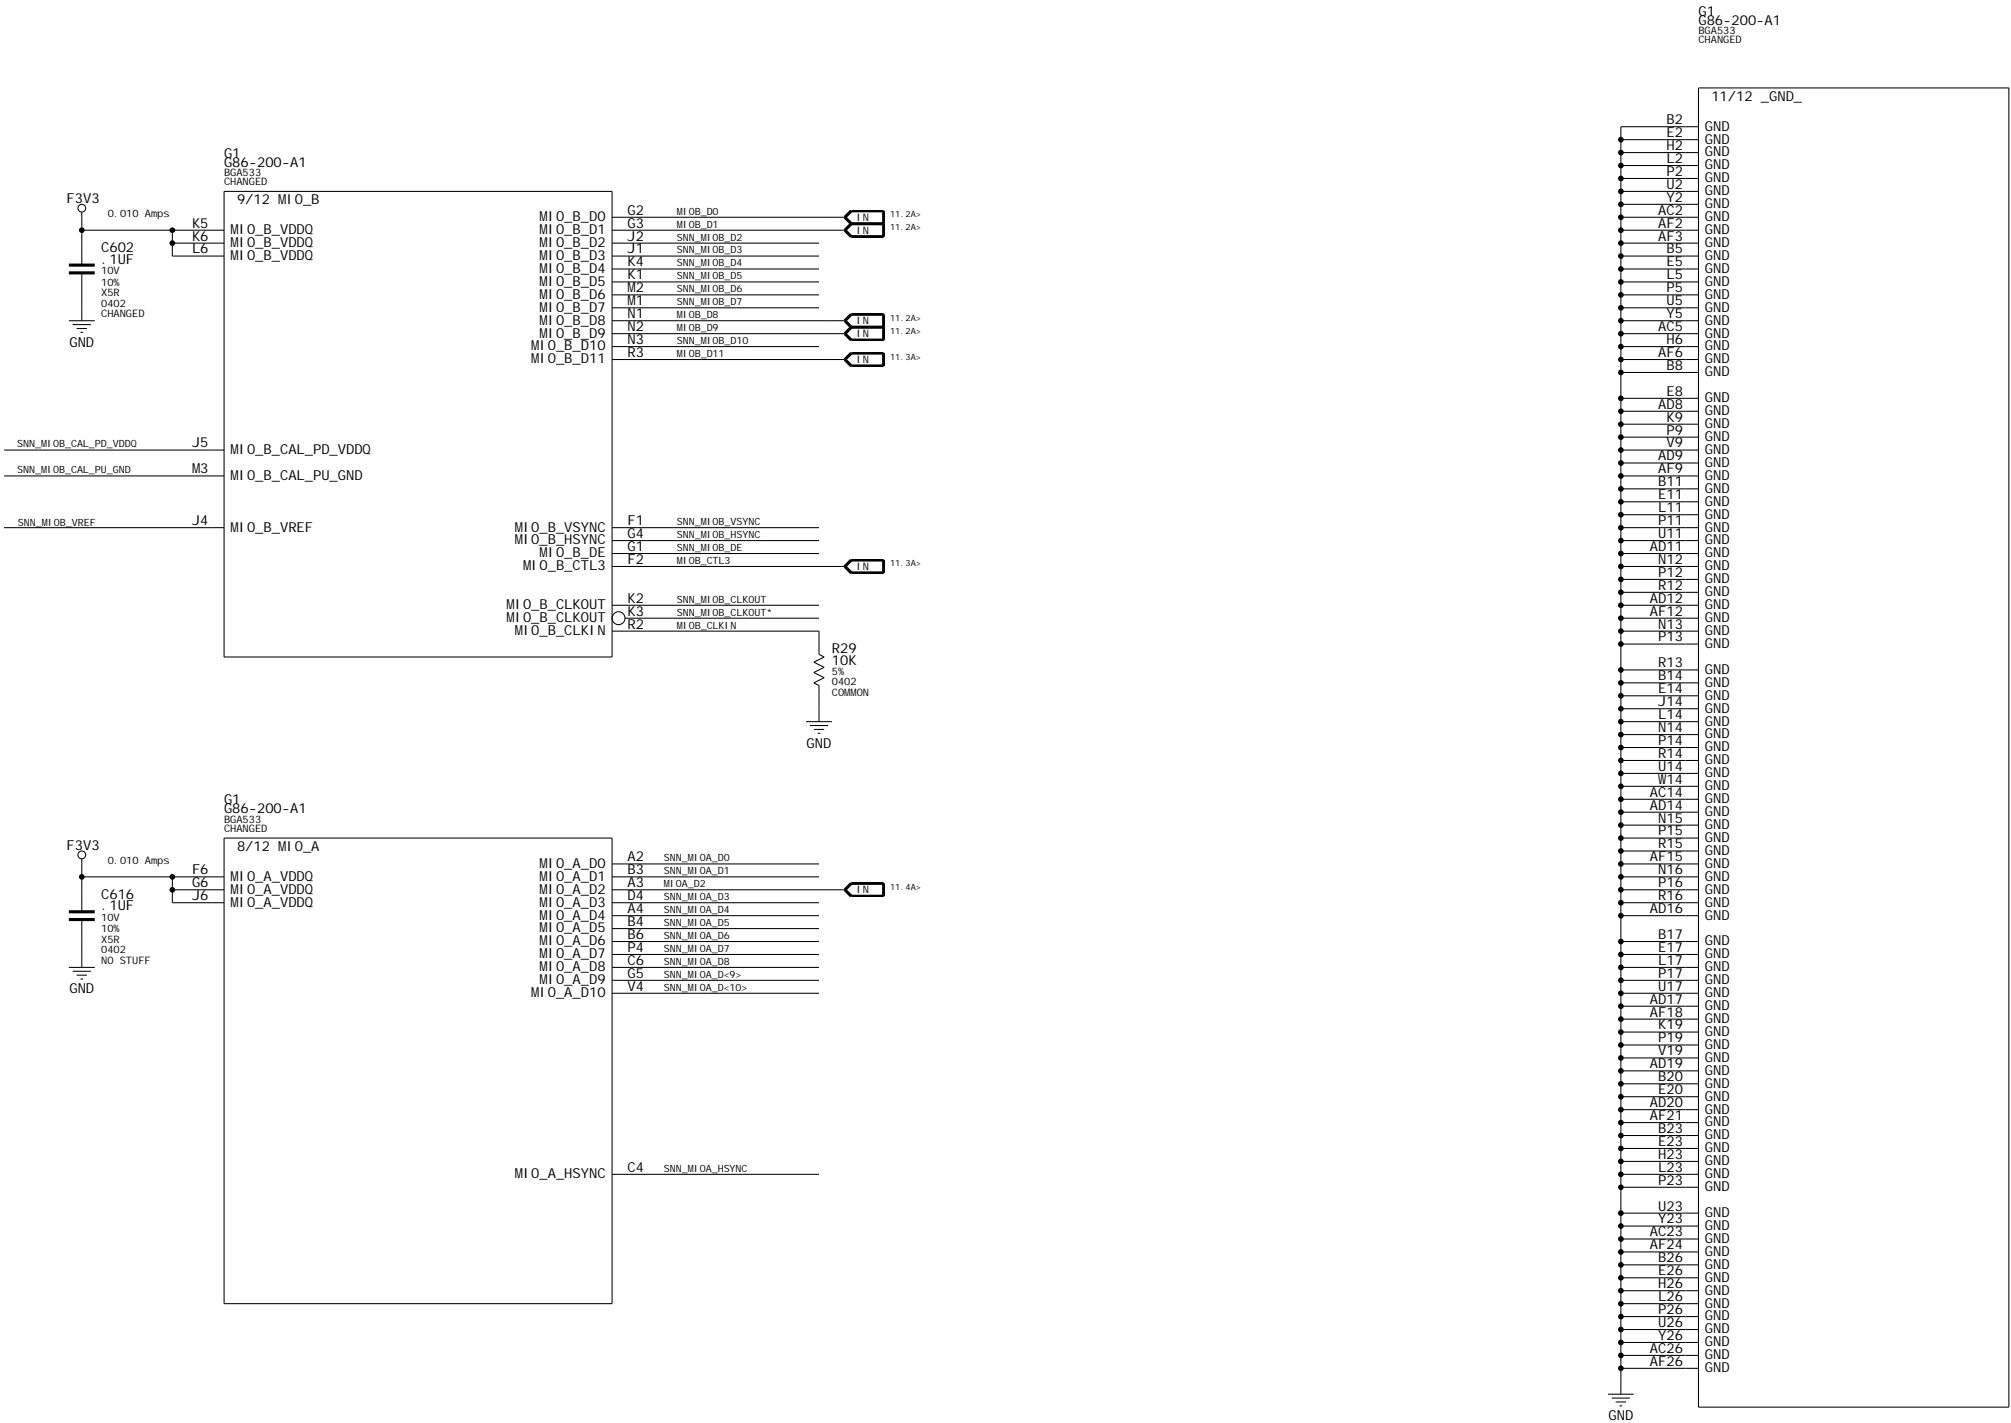 G1
G86-200-A1
BGA533
CHANGED
9/12 MIO_B
F3V3
0.010 Amps
K5 MIO_B_VDDQ
K6 MIO_B_VDDQ
L6 MIO_B_VDDQ
C602
.1UF
10V
10%
X5R
0402
CHANGED
GND
MIO_B_D0 G2 MIOB_D0 IN 11.2A>
MIO_B_D1 G3 MIOB_D1 IN 11.2A>
MIO_B_D2 J2 SNN_MIOB_D2
MIO_B_D3 J1 SNN_MIOB_D3
MIO_B_D4 K4 SNN_MIOB_D4
MIO_B_D5 K1 SNN_MIOB_D5
MIO_B_D6 M2 SNN_MIOB_D6
MIO_B_D7 M1 SNN_MIOB_D7
MIO_B_D8 N1 MIOB_D8 IN 11.2A>
MIO_B_D9 N2 MIOB_D9 IN 11.2A>
MIO_B_D10 N3 SNN_MIOB_D10
MIO_B_D11 R3 MIOB_D11 IN 11.3A>
SNN_MIOB_CAL_PD_VDDQ J5 MIO_B_CAL_PD_VDDQ
SNN_MIOB_CAL_PU_GND M3 MIO_B_CAL_PU_GND
SNN_MIOB_VREF J4 MIO_B_VREF
MIO_B_VSYNC F1 SNN_MIOB_VSYNC
MIO_B_HSYNC G4 SNN_MIOB_HSYNC
MIO_B_DE G1 SNN_MIOB_DE
MIO_B_CTL3 F2 MIOB_CTL3 IN 11.3A>
MIO_B_CLKOUT K2 SNN_MIOB_CLKOUT
MIO_B_CLKOUT K3 SNN_MIOB_CLKOUT*
MIO_B_CLKIN R2 MIOB_CLKIN
R29
10K
5%
0402
COMMON
GND
G1
G86-200-A1
BGA533
CHANGED
8/12 MIO_A
F3V3
0.010 Amps
F6 MIO_A_VDDQ
G6 MIO_A_VDDQ
J6 MIO_A_VDDQ
C616
.1UF
10V
10%
X5R
0402
NO STUFF
GND
MIO_A_D0 A2 SNN_MIOA_D0
MIO_A_D1 B3 SNN_MIOA_D1
MIO_A_D2 A3 MIOA_D2 IN 11.4A>
MIO_A_D3 D4 SNN_MIOA_D3
MIO_A_D4 A4 SNN_MIOA_D4
MIO_A_D5 B4 SNN_MIOA_D5
MIO_A_D6 B6 SNN_MIOA_D6
MIO_A_D7 P4 SNN_MIOA_D7
MIO_A_D8 C6 SNN_MIOA_D8
MIO_A_D9 G5 SNN_MIOA_D<9>
MIO_A_D10 V4 SNN_MIOA_D<10>
MIO_A_HSYNC C4 SNN_MIOA_HSYNC
G1
G86-200-A1
BGA533
CHANGED
11/12 _GND_
B2 GND
E2 GND
H2 GND
L2 GND
P2 GND
U2 GND
Y2 GND
AC2 GND
AF2 GND
AF3 GND
B5 GND
E5 GND
L5 GND
P5 GND
U5 GND
Y5 GND
AC5 GND
H6 GND
AF6 GND
B8 GND
E8 GND
AD8 GND
K9 GND
P9 GND
V9 GND
AD9 GND
AF9 GND
B11 GND
E11 GND
L11 GND
P11 GND
U11 GND
AD11 GND
N12 GND
P12 GND
R12 GND
AD12 GND
AF12 GND
N13 GND
P13 GND
R13 GND
B14 GND
E14 GND
J14 GND
L14 GND
N14 GND
P14 GND
R14 GND
U14 GND
W14 GND
AC14 GND
AD14 GND
N15 GND
P15 GND
R15 GND
AF15 GND
N16 GND
P16 GND
R16 GND
AD16 GND
B17 GND
E17 GND
L17 GND
P17 GND
U17 GND
AD17 GND
AF18 GND
K19 GND
P19 GND
V19 GND
AD19 GND
B20 GND
E20 GND
AD20 GND
AF21 GND
B23 GND
E23 GND
H23 GND
L23 GND
P23 GND
U23 GND
Y23 GND
AC23 GND
AF24 GND
B26 GND
E26 GND
H26 GND
L26 GND
P26 GND
U26 GND
Y26 GND
AC26 GND
AF26 GND
GND